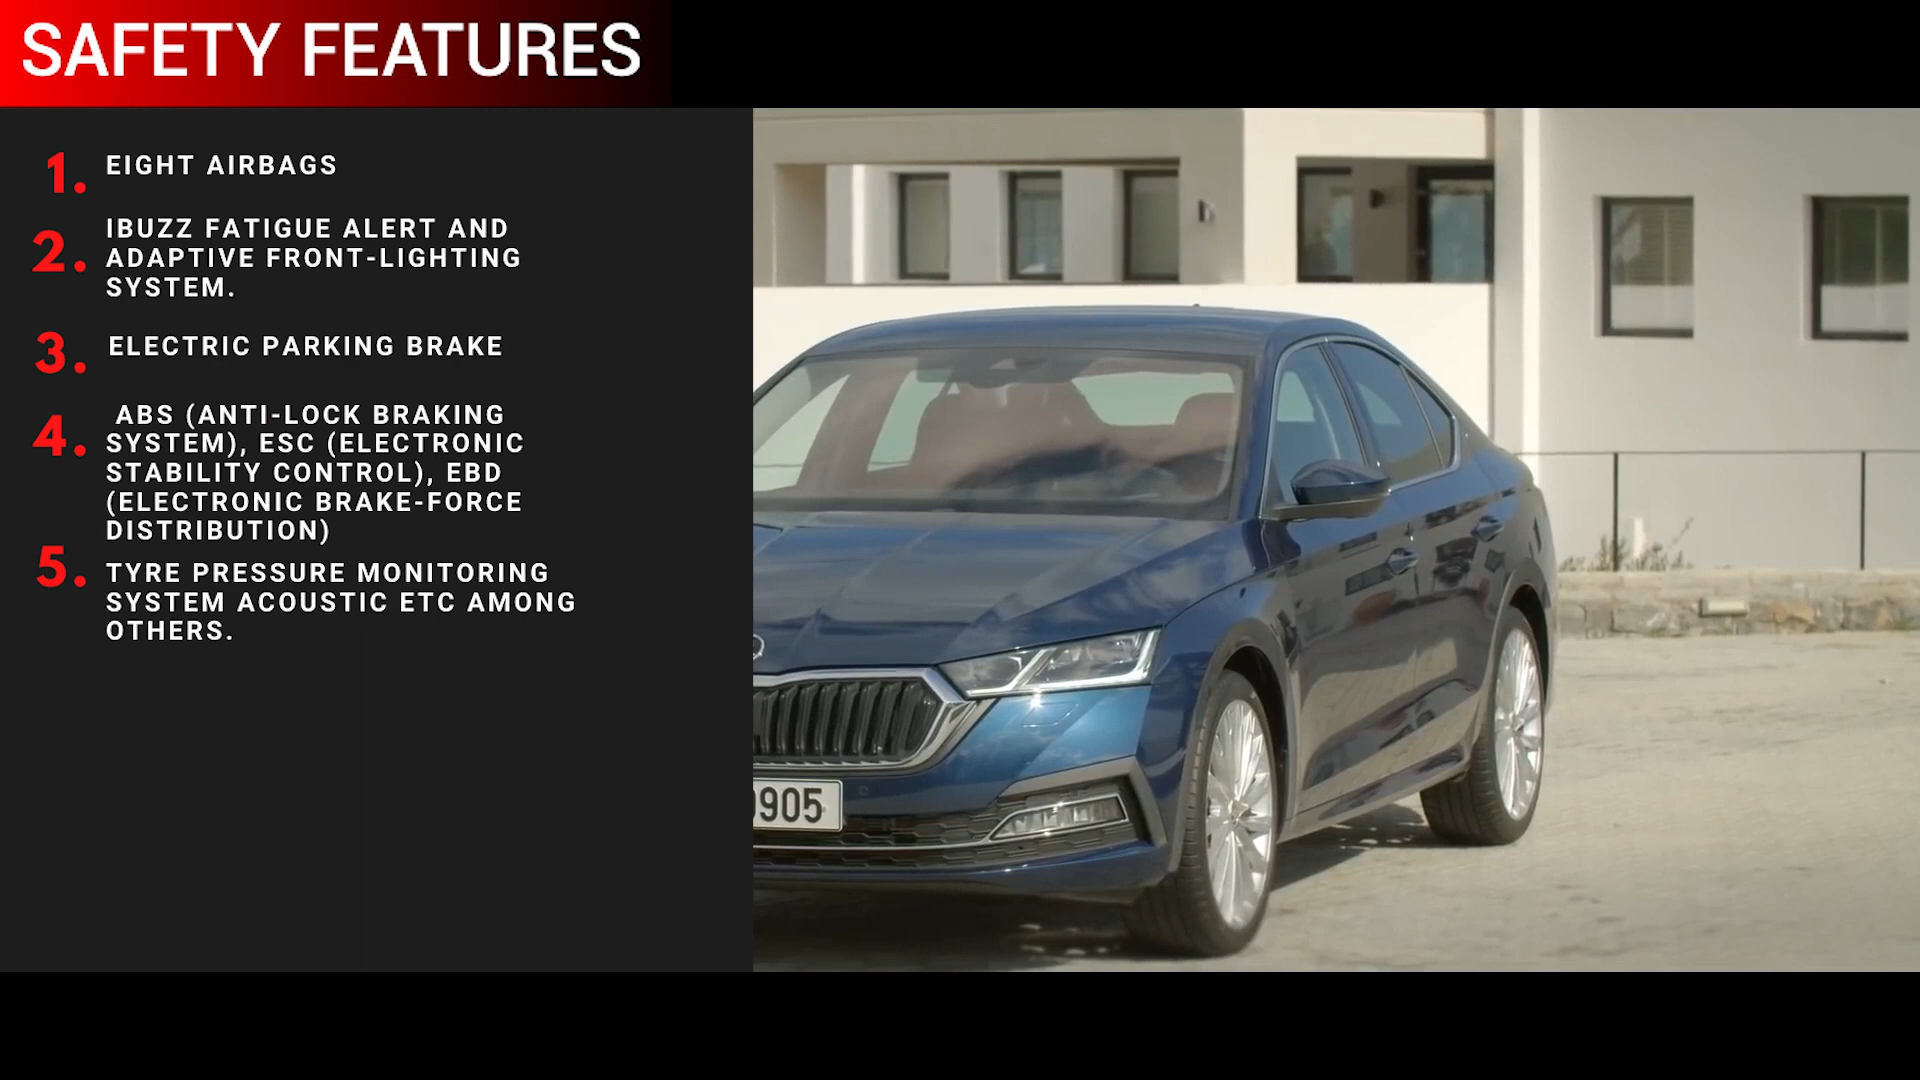 SAFETY FEATURES
1. EIGHT AIRBAGS
2. IBUZZ FATIGUE ALERT AND
ADAPTIVE FRONT-LIGHTING
SYSTEM.
3. ELECTRIC PARKING BRAKE
4. ABS (ANTI-LOCK BRAKING
SYSTEM), ESC (ELECTRONIC
STABILITY CONTROL), EBD
(ELECTRONIC BRAKE-FORCE
DISTRIBUTION)
5. TYRE PRESSURE MONITORING
SYSTEM ACOUSTIC ETC AMONG
OTHERS.
905